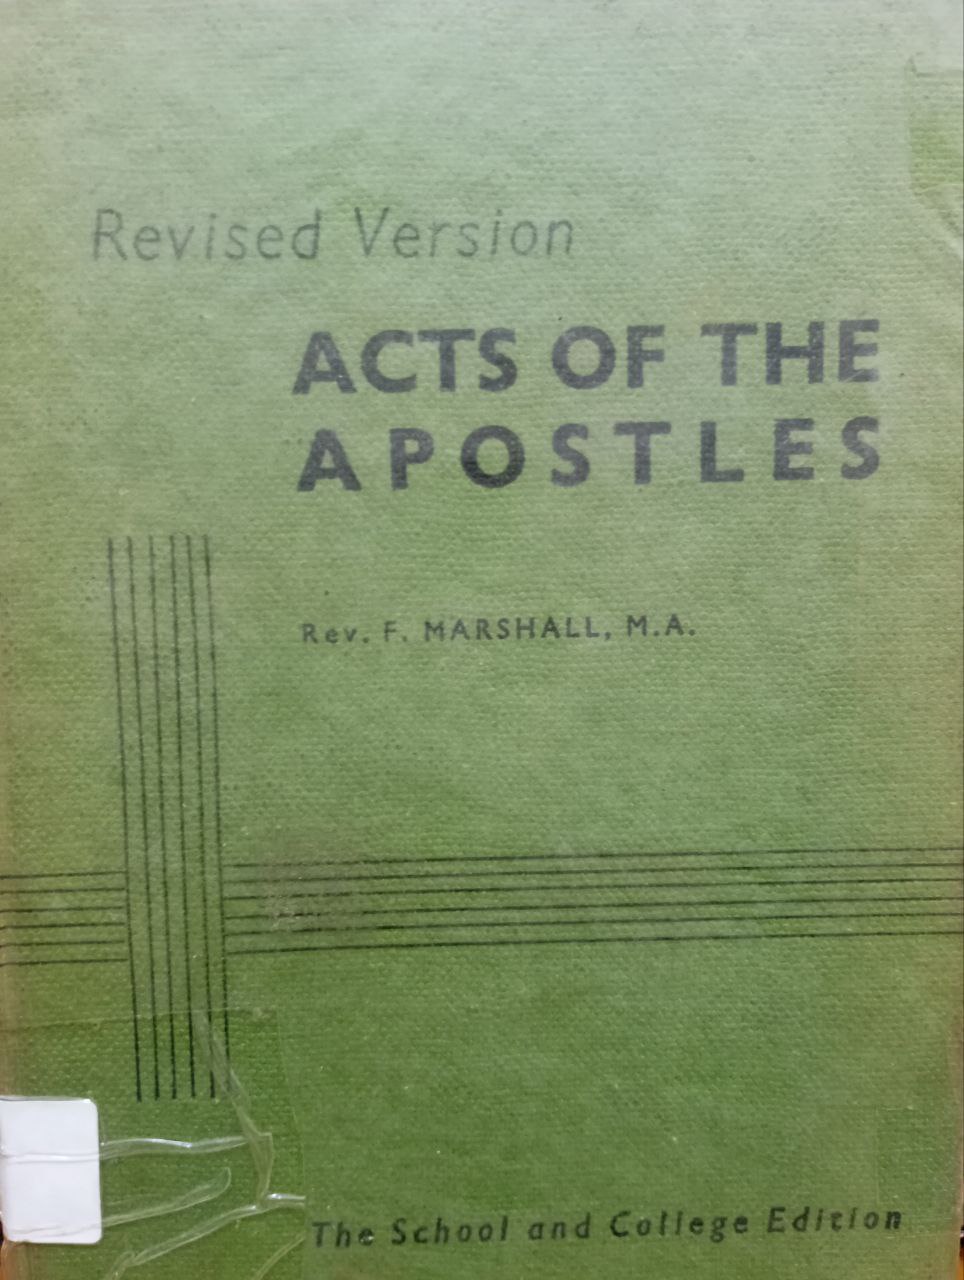 Revised Version
ACTS OF THE
APOSTLES
Rev. F. MARSHALL, M.A.
The School and College Edition